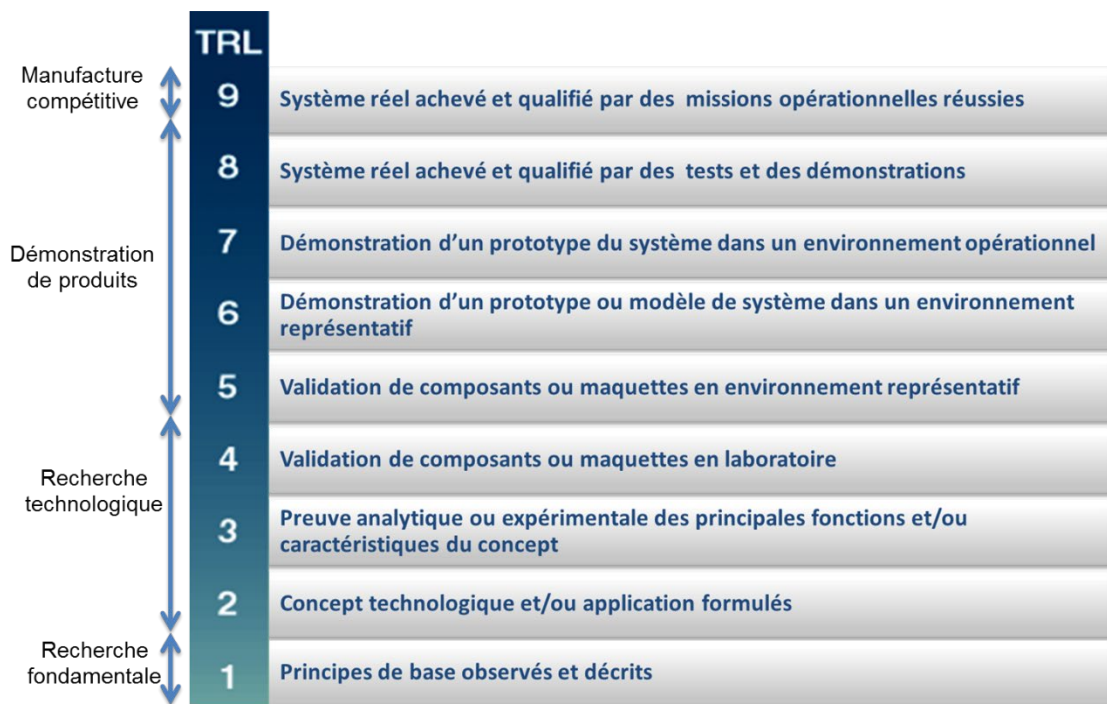 TRL
Manufacture
compétitive
9
Système réel achevé et qualifié par des  missions opérationnelles réussies
8
Système réel achevé et qualifié par des  tests et des démonstrations
Démonstration
de produits
7
Démonstration d’un prototype du système dans un environnement opérationnel
6
Démonstration d’un prototype ou modèle de système dans un environnement
représentatif
5
Validation de composants ou maquettes en environnement représentatif
Recherche
technologique
4
Validation de composants ou maquettes en laboratoire
3
Preuve analytique ou expérimentale des principales fonctions et/ou
caractéristiques du concept
2
Concept technologique et/ou application formulés
Recherche
fondamentale
1
Principes de base observés et décrits